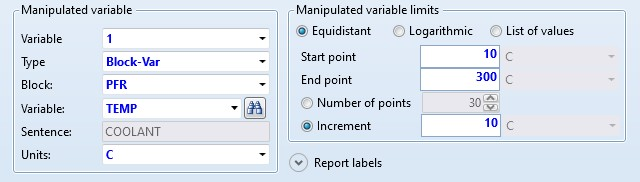 Manipulated variable
Variable 1
Type Block-Var
Block: PFR
Variable: TEMP
Sentence: COOLANT
Units: C
Manipulated variable limits
Equidistant Logarithmic List of values
Start point 10 C
End point 300 C
Number of points 30
Increment 10 C
Report labels